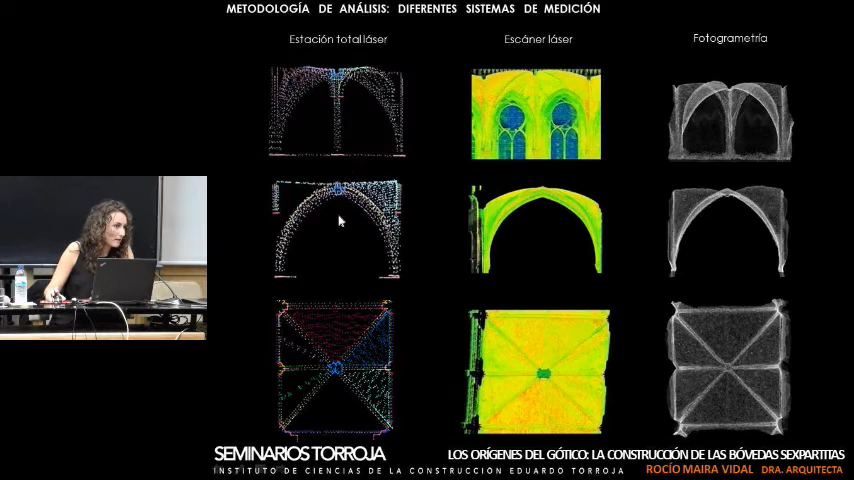 METODOLOGÍA DE ANÁLISIS: DIFERENTES SISTEMAS DE MEDICIÓN
Estación total láser
Escáner láser
Fotogrametría
SEMINARIOS TORROJA
LOS ORÍGENES DEL GÓTICO: LA CONSTRUCCIÓN DE LAS BÓVEDAS SEXPARTITAS
INSTITUTO DE CIENCIAS DE LA CONSTRUCCIÓN EDUARDO TORROJA
ROCÍO MAIRA VIDAL DRA. ARQUITECTA